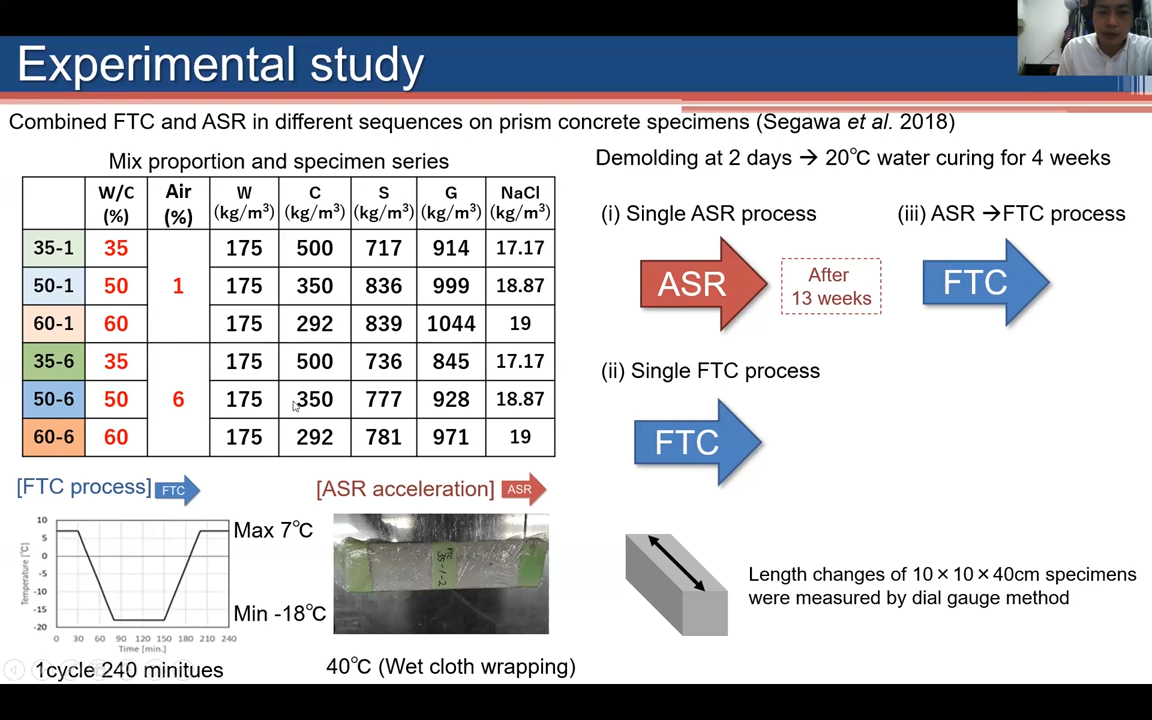 Experimental study
Combined FTC and ASR in different sequences on prism concrete specimens (Segawa et al. 2018)
Mix proportion and specimen series
W/C (%) Air (%) W (kg/m³) C (kg/m³) S (kg/m³) G (kg/m³) NaCl (kg/m³)
35-1 35 175 500 717 914 17.17
50-1 50 1 175 350 836 999 18.87
60-1 60 175 292 839 1044 19
35-6 35 175 500 736 845 17.17
50-6 50 6 175 350 777 928 18.87
60-6 60 175 292 781 971 19
[FTC process] FTC
10
5
0
-5
-10
-15
-20
Temperature [℃]
0 30 60 90 120 150 180 210 240
Time [min.]
Max 7℃
Min -18℃
1cycle 240 minitues
[ASR acceleration] ASR
FTC
35-1-2
40℃ (Wet cloth wrapping)
Demolding at 2 days → 20℃ water curing for 4 weeks
(i) Single ASR process
ASR
After
13 weeks
(iii) ASR →FTC process
FTC
(ii) Single FTC process
FTC
Length changes of 10×10×40cm specimens
were measured by dial gauge method